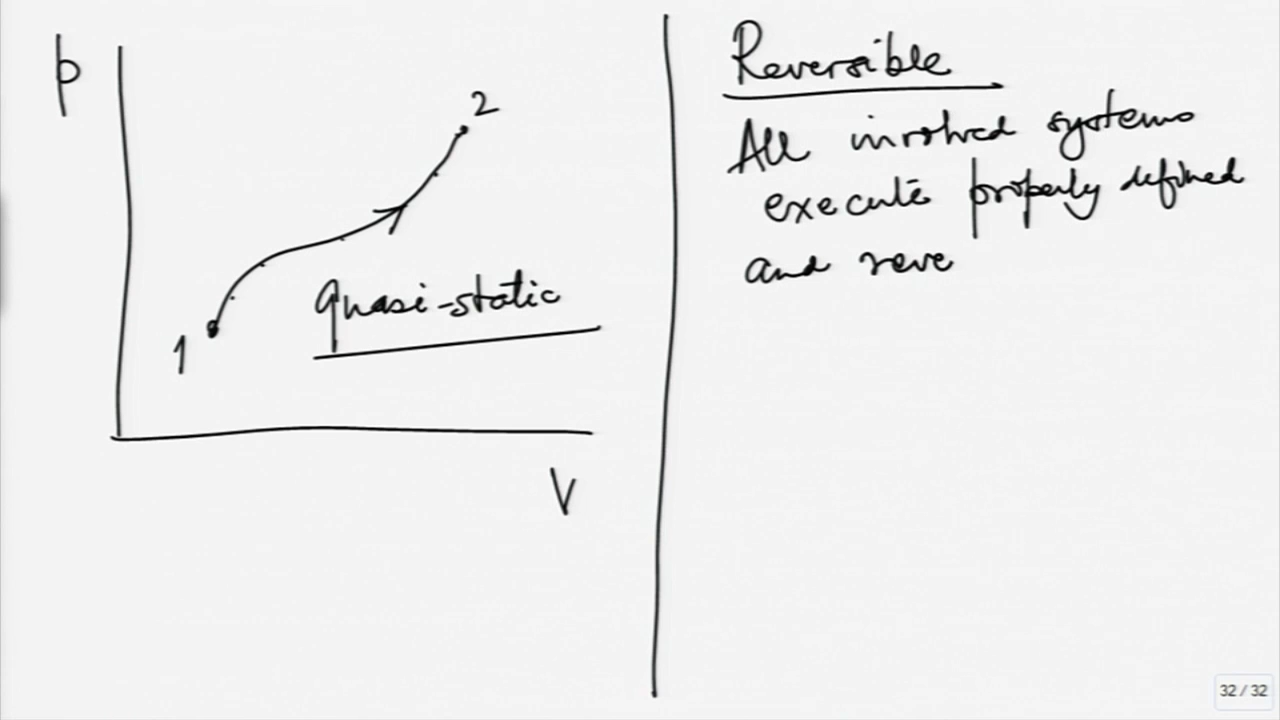 p
2
1
quasi-static
V
Reversible
All involved systems
execute properly defined
and reve
32 / 32